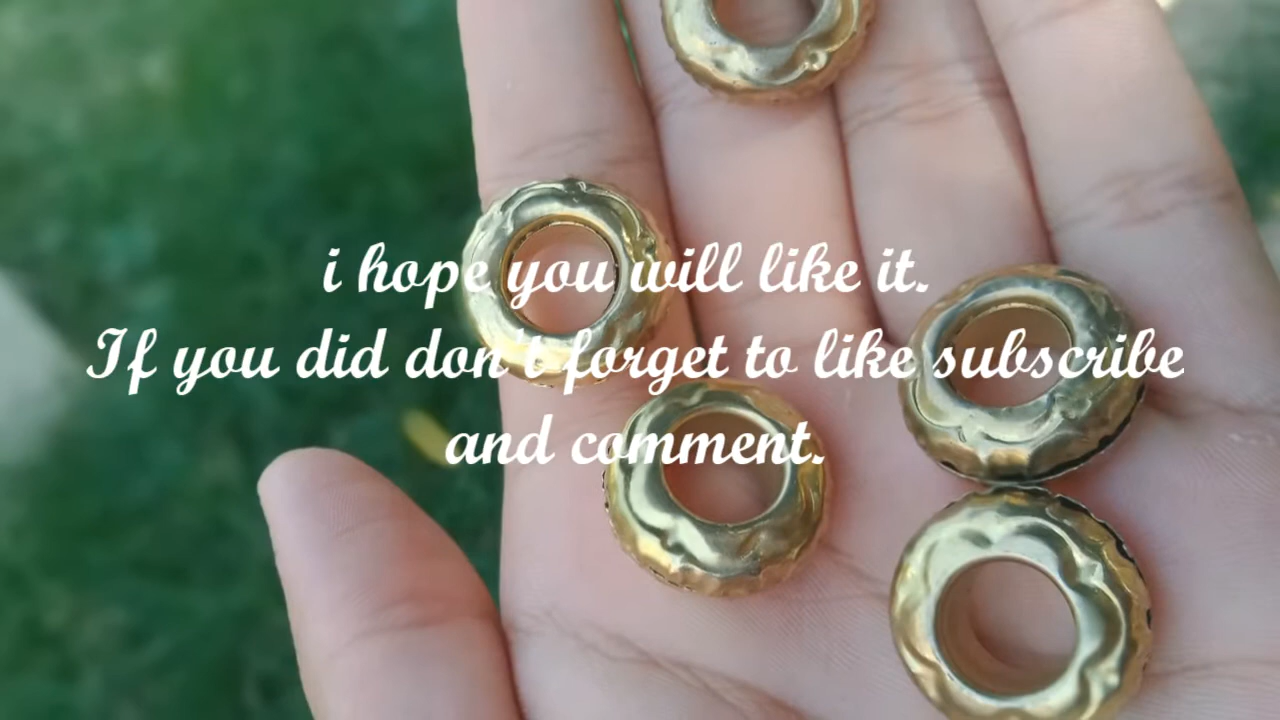 i hope you will like it.
If you did don't forget to like subscribe
and comment.